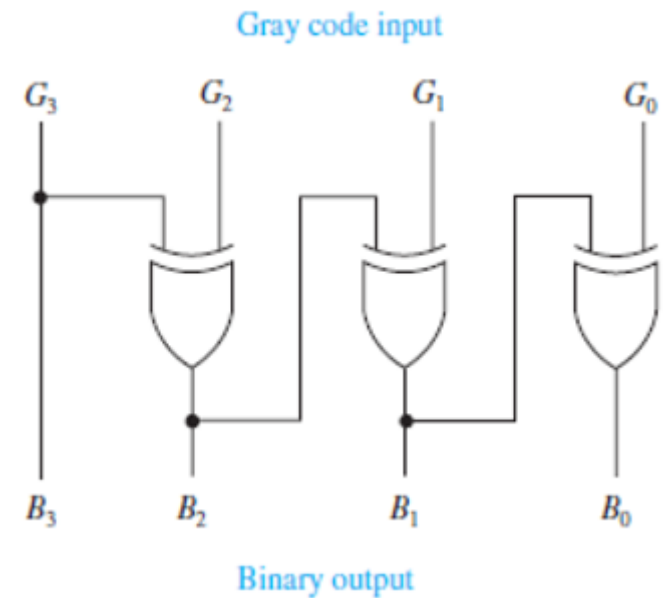 Gray code input
G₃ G₂ G₁ G₀
B₃ B₂ B₁ B₀
Binary output